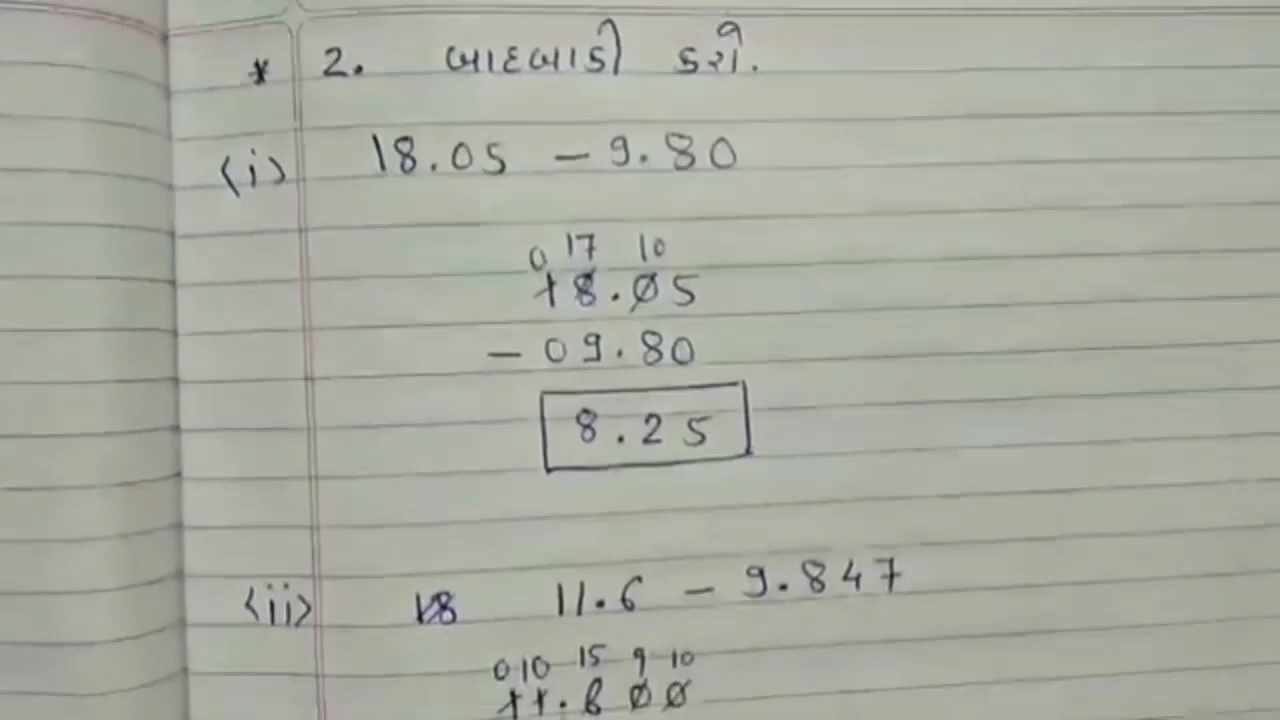 * 2. બાદબાકી કરો.
(i) 18.05 - 9.80
0 17 10
18.05
- 09.80
8.25
(ii) 11.6 - 9.847
0 10 15 9 10
11.600